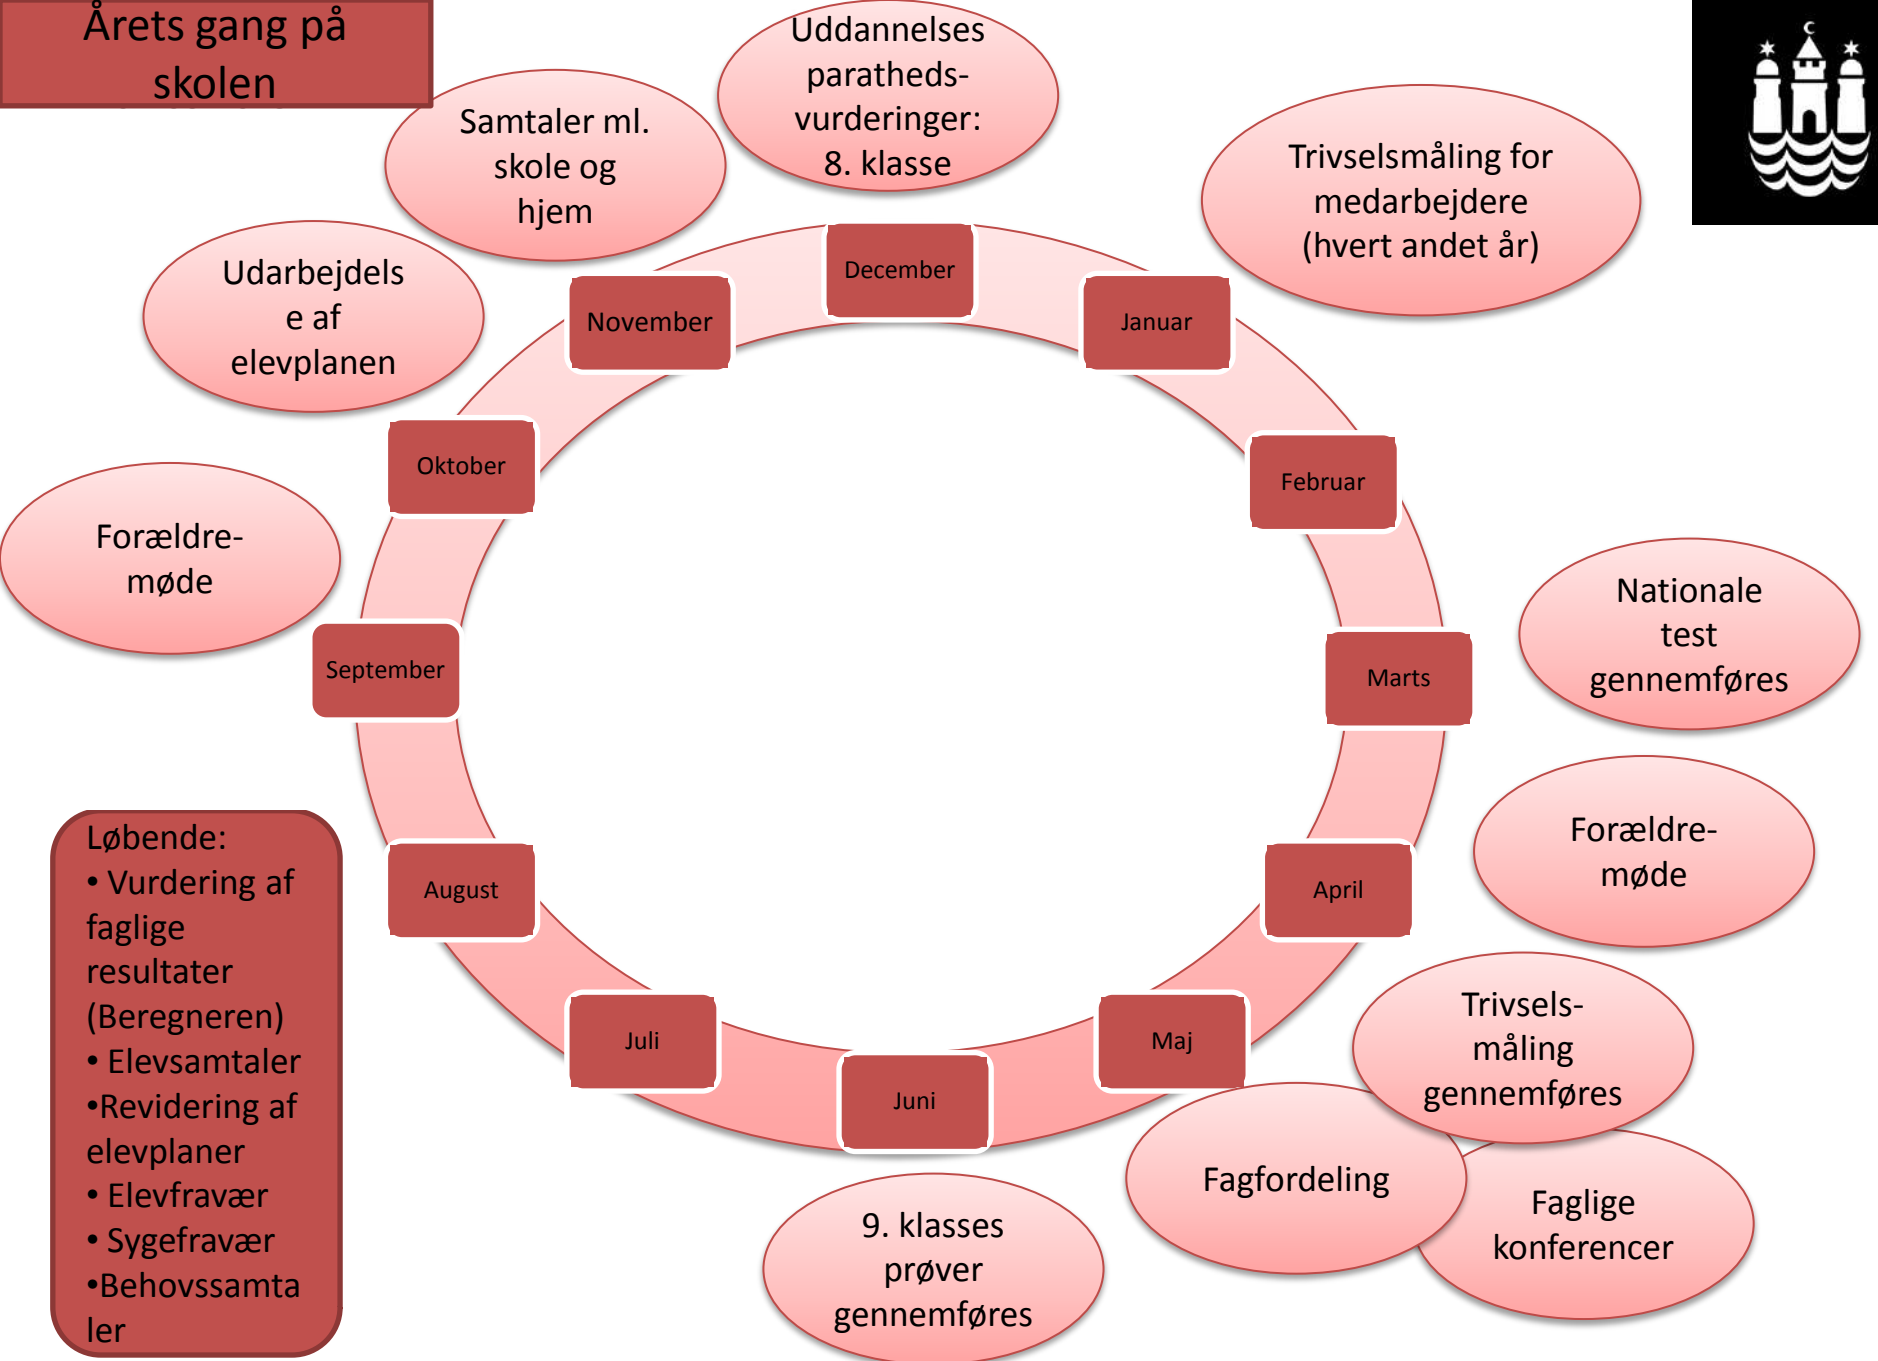 Årets gang på
skolen
Uddannelses
paratheds-
vurderinger:
8. klasse
Samtaler ml.
skole og
hjem
Trivselsmåling for
medarbejdere
(hvert andet år)
Udarbejdels
e af
elevplanen
December
November
Januar
Oktober
Februar
Forældre-
møde
Nationale
test
gennemføres
September
Marts
Forældre-
møde
August
April
Løbende:
• Vurdering af
faglige
resultater
(Beregneren)
• Elevsamtaler
•Revidering af
elevplaner
• Elevfravær
• Sygefravær
•Behovssamta
ler
Juli
Maj
Juni
Trivsels-
måling
gennemføres
Fagfordeling
Faglige
konferencer
9. klasses
prøver
gennemføres